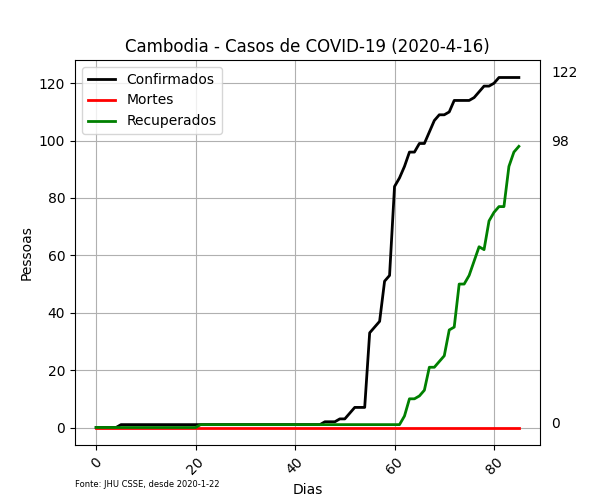 Cambodia - Casos de COVID-19 (2020-4-16)
Confirmados
Mortes
Recuperados
122
98
0
120
100
80
60
40
20
0
Pessoas
0
20
40
60
80
Dias
Fonte: JHU CSSE, desde 2020-1-22